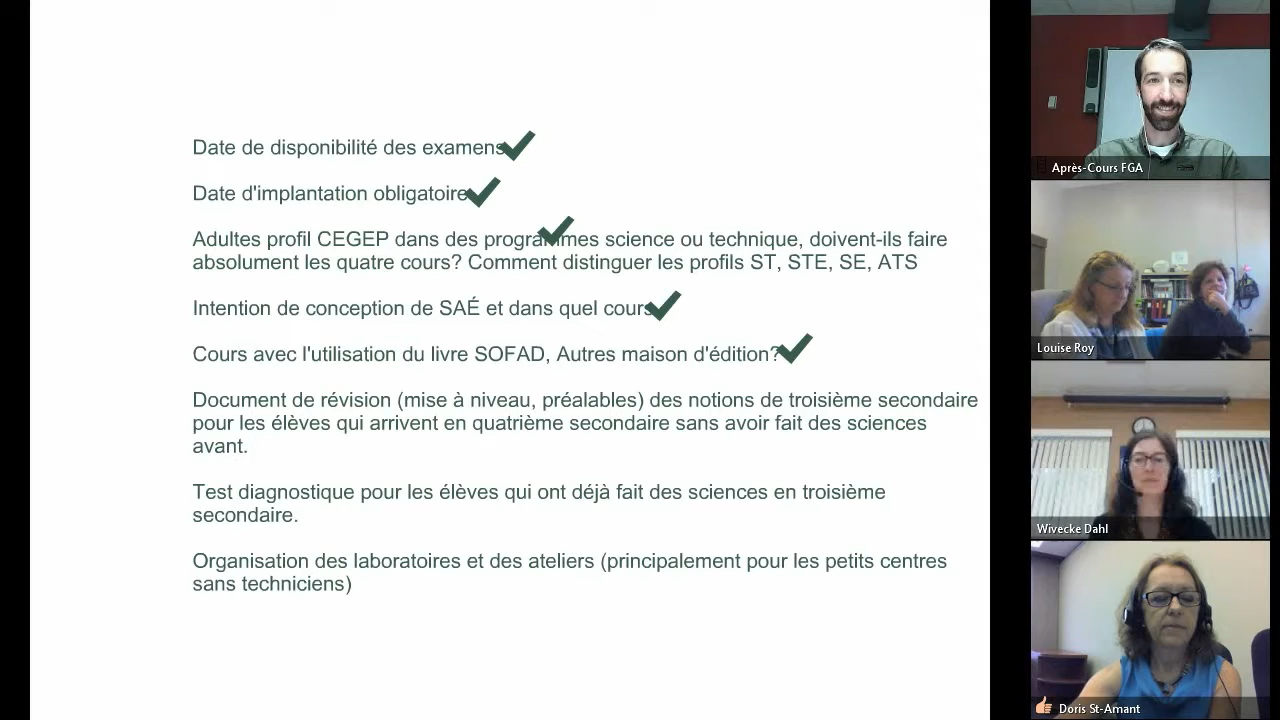 Date de disponibilité des examens
Date d'implantation obligatoire
Adultes profil CEGEP dans des programmes science ou technique, doivent-ils faire
absolument les quatre cours? Comment distinguer les profils ST, STE, SE, ATS
Intention de conception de SAÉ et dans quel cours
Cours avec l'utilisation du livre SOFAD, Autres maison d'édition?
Document de révision (mise à niveau, préalables) des notions de troisième secondaire
pour les élèves qui arrivent en quatrième secondaire sans avoir fait des sciences
avant.
Test diagnostique pour les élèves qui ont déjà fait des sciences en troisième
secondaire.
Organisation des laboratoires et des ateliers (principalement pour les petits centres
sans techniciens)
Après-Cours FGA
Louise Roy
Wivecke Dahl
Doris St-Amant